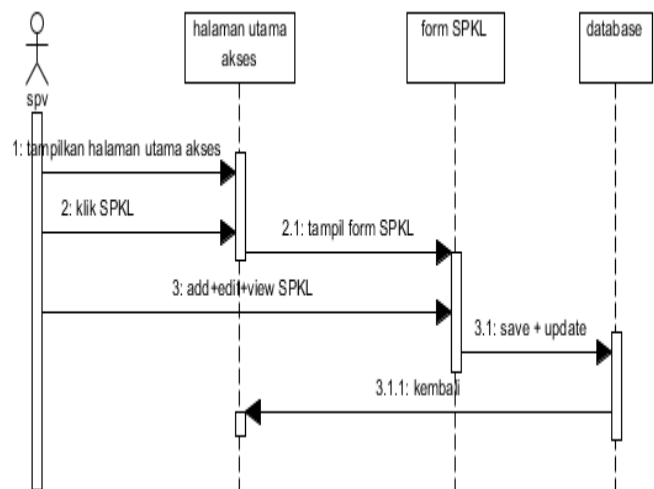 halaman utama
akses
form SPKL
database
spv
1: tampilkan halaman utama akses
2: klik SPKL
2.1: tampil form SPKL
3: add+edit+view SPKL
3.1: save + update
3.1.1: kembali